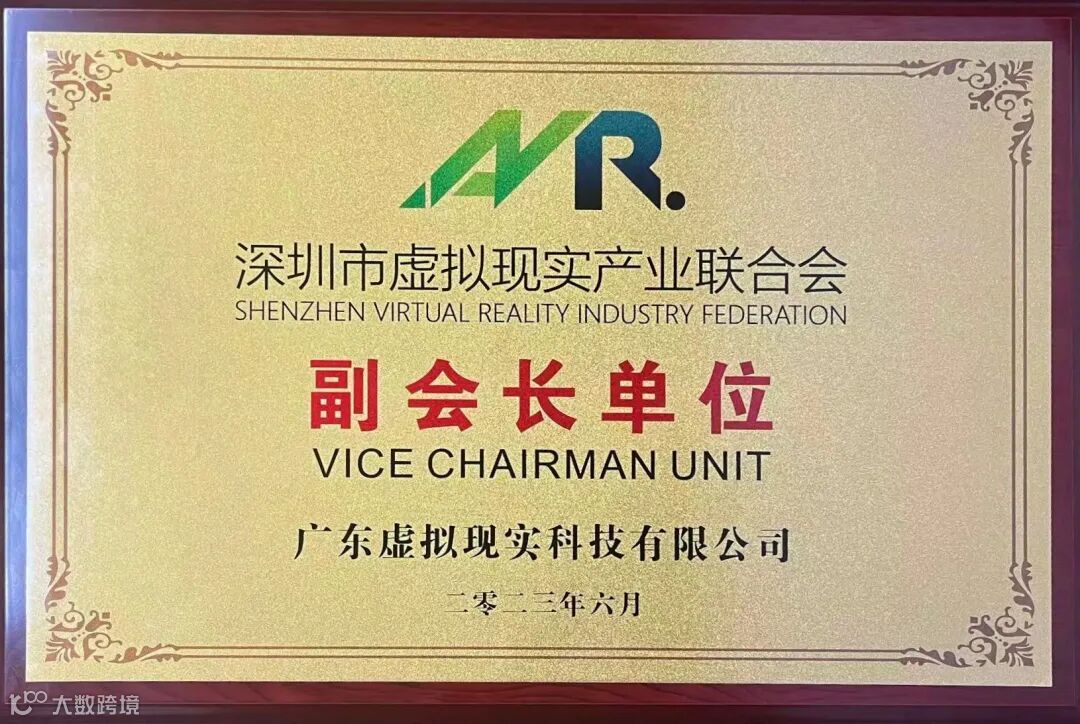 AVR.
深圳市虚拟现实产业联合会
SHENZHEN VIRTUAL REALITY INDUSTRY FEDERATION
副会长单位
VICE CHAIRMAN UNIT
广东虚拟现实科技有限公司
二零二三年六月
大数跨境